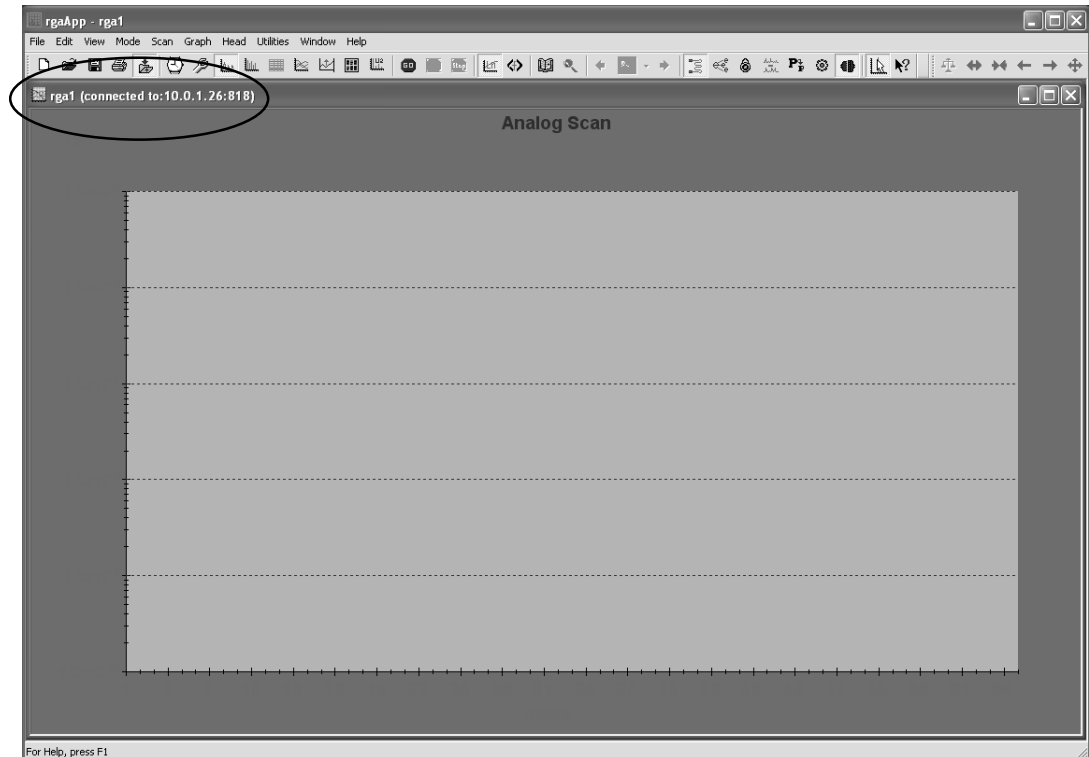 rgaApp - rga1
File Edit View Mode Scan Graph Head Utilities Window Help
GO
rga1 (connected to:10.0.1.26:818)
Analog Scan
For Help, press F1